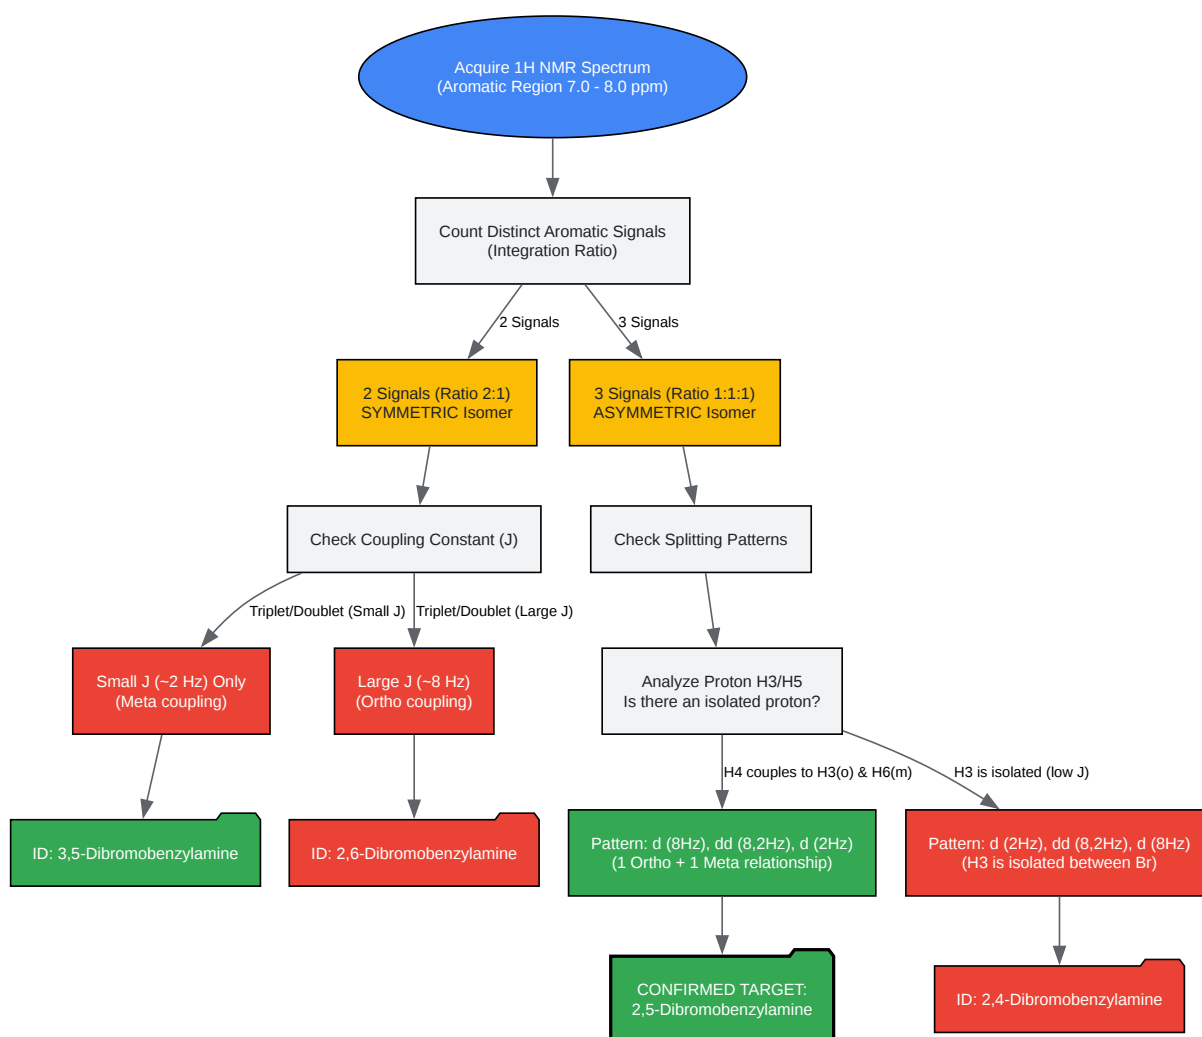 Acquire 1H NMR Spectrum
(Aromatic Region 7.0 - 8.0 ppm)
Count Distinct Aromatic Signals
(Integration Ratio)
2 Signals
3 Signals
2 Signals (Ratio 2:1)
SYMMETRIC Isomer
3 Signals (Ratio 1:1:1)
ASYMMETRIC Isomer
Check Coupling Constant (J)
Check Splitting Patterns
Triplet/Doublet (Small J)
Triplet/Doublet (Large J)
Small J (~2 Hz) Only
(Meta coupling)
Large J (~8 Hz)
(Ortho coupling)
Analyze Proton H3/H5
Is there an isolated proton?
H4 couples to H3(o) & H6(m)
H3 is isolated (low J)
ID: 3,5-Dibromobenzylamine
ID: 2,6-Dibromobenzylamine
Pattern: d (8Hz), dd (8,2Hz), d (2Hz)
(1 Ortho + 1 Meta relationship)
Pattern: d (2Hz), dd (8,2Hz), d (8Hz)
(H3 is isolated between Br)
CONFIRMED TARGET:
2,5-Dibromobenzylamine
ID: 2,4-Dibromobenzylamine